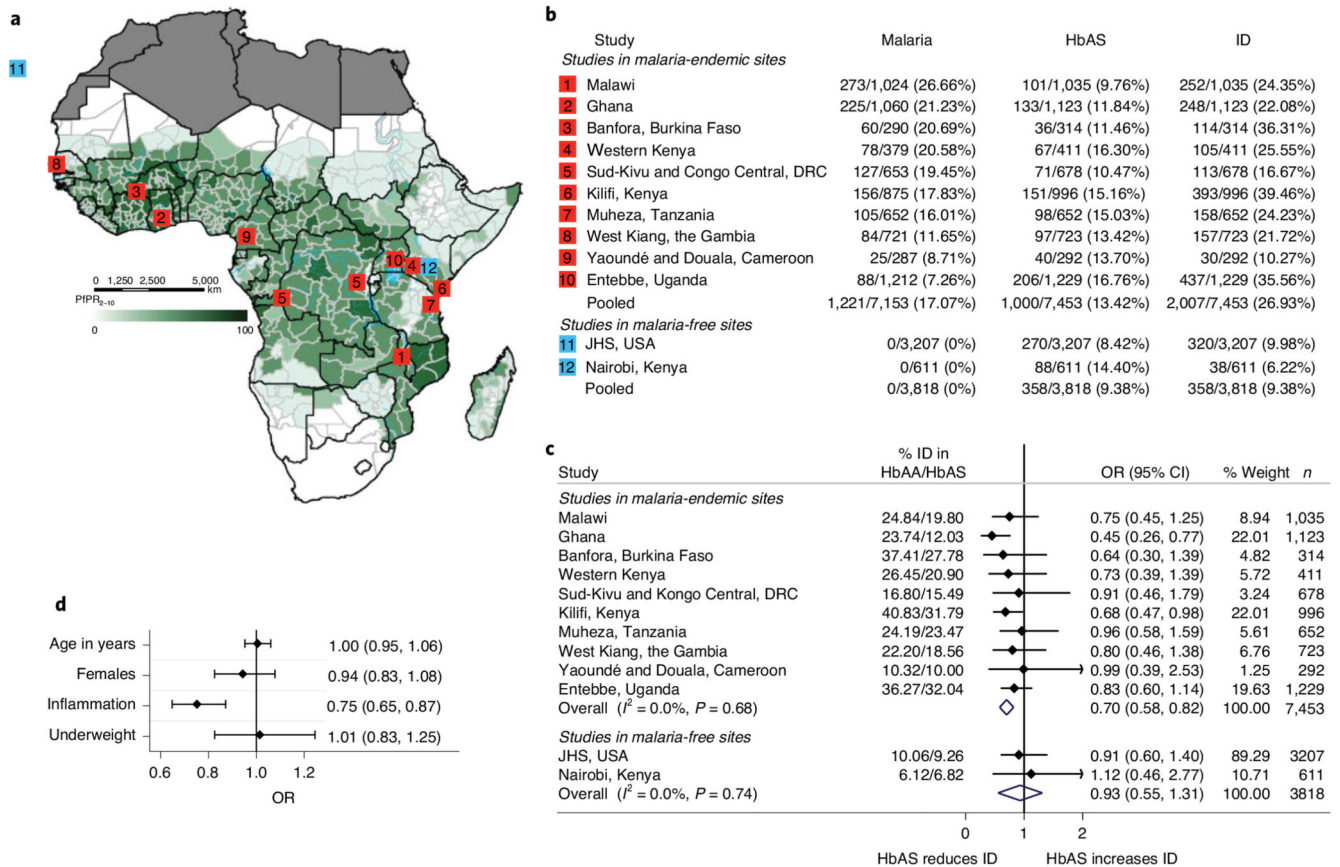 a
11
8
3
2
9
10
4
12
5
6
5
7
1
0 1,250 2,500 5,000
km
PfPR2–10
0 100
b
Study Malaria HbAS ID
Studies in malaria-endemic sites
1 Malawi 273/1,024 (26.66%) 101/1,035 (9.76%) 252/1,035 (24.35%)
2 Ghana 225/1,060 (21.23%) 133/1,123 (11.84%) 248/1,123 (22.08%)
3 Banfora, Burkina Faso 60/290 (20.69%) 36/314 (11.46%) 114/314 (36.31%)
4 Western Kenya 78/379 (20.58%) 67/411 (16.30%) 105/411 (25.55%)
5 Sud-Kivu and Congo Central, DRC 127/653 (19.45%) 71/678 (10.47%) 113/678 (16.67%)
6 Kilifi, Kenya 156/875 (17.83%) 151/996 (15.16%) 393/996 (39.46%)
7 Muheza, Tanzania 105/652 (16.01%) 98/652 (15.03%) 158/652 (24.23%)
8 West Kiang, the Gambia 84/721 (11.65%) 97/723 (13.42%) 157/723 (21.72%)
9 Yaoundé and Douala, Cameroon 25/287 (8.71%) 40/292 (13.70%) 30/292 (10.27%)
10 Entebbe, Uganda 88/1,212 (7.26%) 206/1,229 (16.76%) 437/1,229 (35.56%)
Pooled 1,221/7,153 (17.07%) 1,000/7,453 (13.42%) 2,007/7,453 (26.93%)
Studies in malaria-free sites
11 JHS, USA 0/3,207 (0%) 270/3,207 (8.42%) 320/3,207 (9.98%)
12 Nairobi, Kenya 0/611 (0%) 88/611 (14.40%) 38/611 (6.22%)
Pooled 0/3,818 (0%) 358/3,818 (9.38%) 358/3,818 (9.38%)
c
% ID in
Study HbAA/HbAS OR (95% CI) % Weight n
Studies in malaria-endemic sites
Malawi 24.84/19.80 0.75 (0.45, 1.25) 8.94 1,035
Ghana 23.74/12.03 0.45 (0.26, 0.77) 22.01 1,123
Banfora, Burkina Faso 37.41/27.78 0.64 (0.30, 1.39) 4.82 314
Western Kenya 26.45/20.90 0.73 (0.39, 1.39) 5.72 411
Sud-Kivu and Kongo Central, DRC 16.80/15.49 0.91 (0.46, 1.79) 3.24 678
Kilifi, Kenya 40.83/31.79 0.68 (0.47, 0.98) 22.01 996
Muheza, Tanzania 24.19/23.47 0.96 (0.58, 1.59) 5.61 652
West Kiang, the Gambia 22.20/18.56 0.80 (0.46, 1.38) 6.76 723
Yaoundé and Douala, Cameroon 10.32/10.00 0.99 (0.39, 2.53) 1.25 292
Entebbe, Uganda 36.27/32.04 0.83 (0.60, 1.14) 19.63 1,229
Overall (I² = 0.0%, P = 0.68) 0.70 (0.58, 0.82) 100.00 7,453
Studies in malaria-free sites
JHS, USA 10.06/9.26 0.91 (0.60, 1.40) 89.29 3207
Nairobi, Kenya 6.12/6.82 1.12 (0.46, 2.77) 10.71 611
Overall (I² = 0.0%, P = 0.74) 0.93 (0.55, 1.31) 100.00 3818
0 1 2
HbAS reduces ID HbAS increases ID
d
Age in years 1.00 (0.95, 1.06)
Females 0.94 (0.83, 1.08)
Inflammation 0.75 (0.65, 0.87)
Underweight 1.01 (0.83, 1.25)
0.6 0.8 1.0 1.2
OR